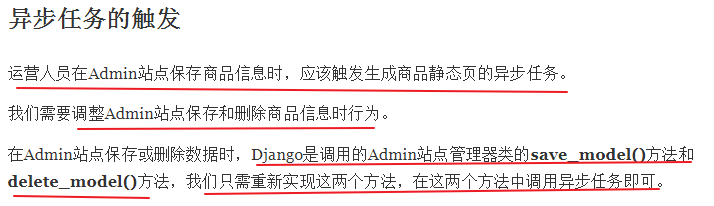 异步任务的触发
运营人员在Admin站点保存商品信息时，应该触发生成商品静态页的异步任务。
我们需要调整Admin站点保存和删除商品信息时行为。
在Admin站点保存或删除数据时，Django是调用的Admin站点管理器类的save_model()方法和
delete_model()方法，我们只需重新实现这两个方法，在这两个方法中调用异步任务即可。